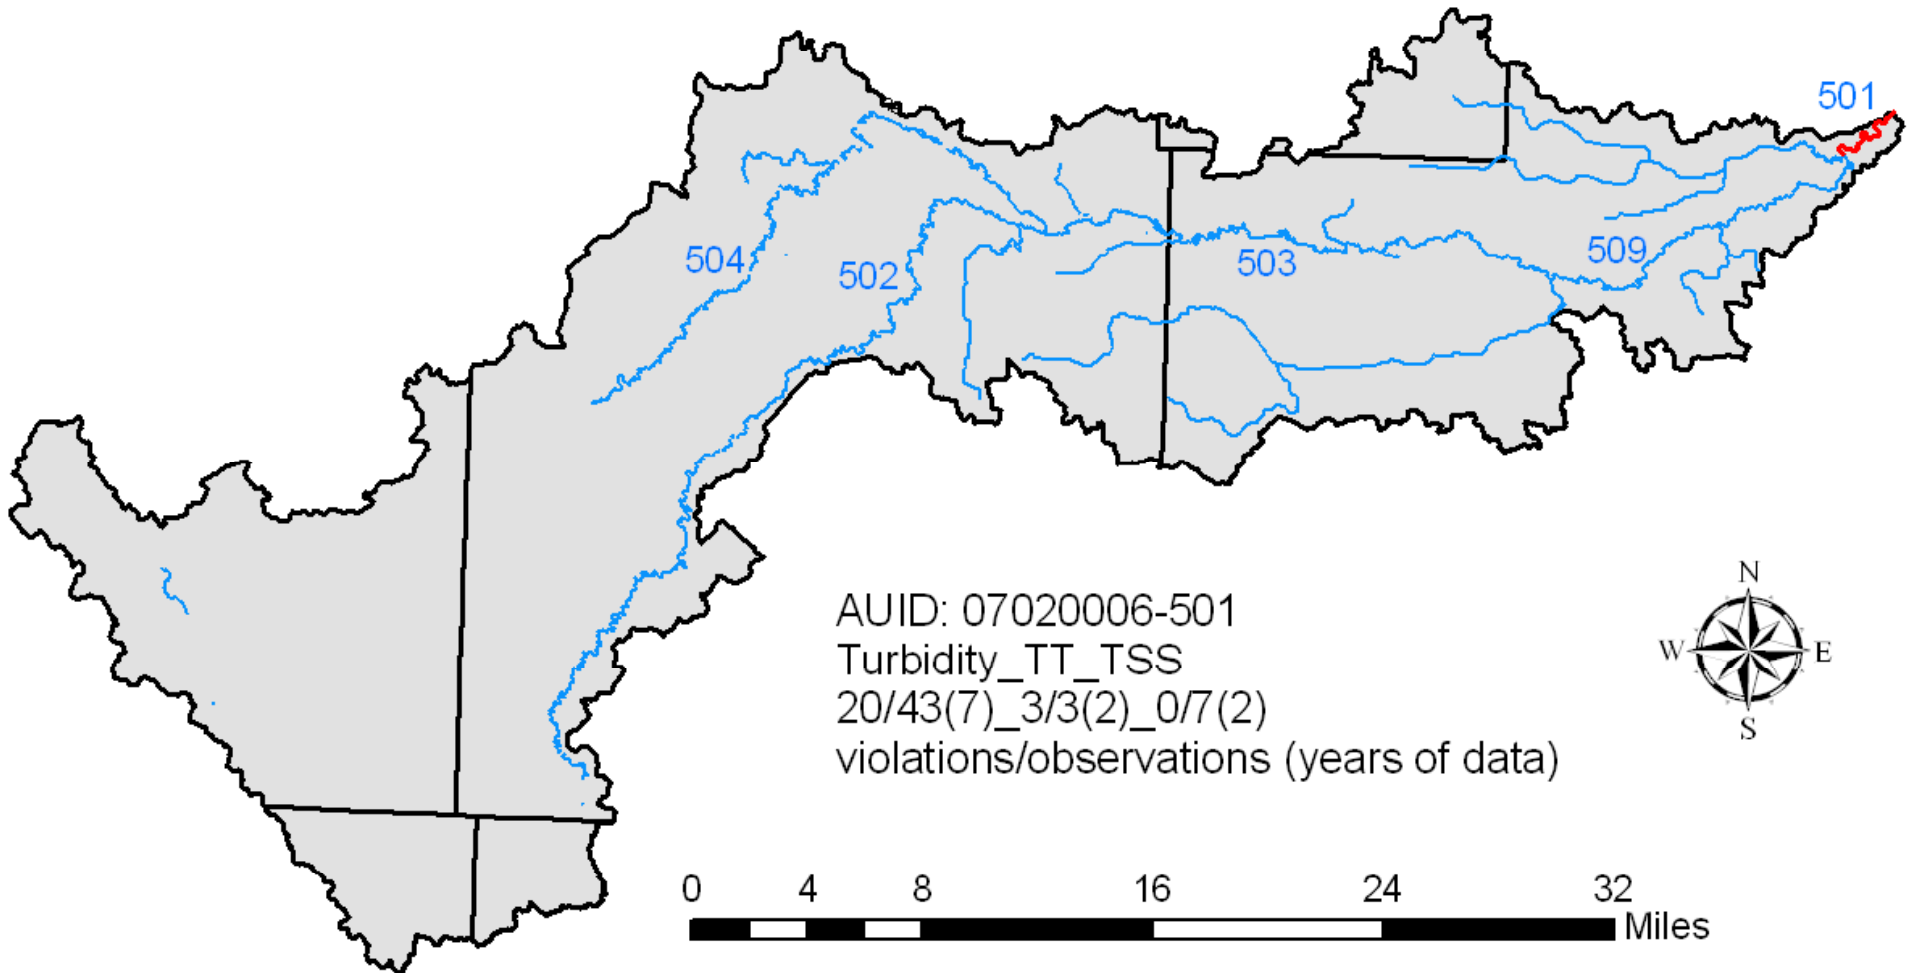 501
504
502
503
509
AUID: 07020006-501
Turbidity_TT_TSS
20/43(7)_3/3(2)_0/7(2)
violations/observations (years of data)
N
W E
S
0 4 8 16 24 32
Miles